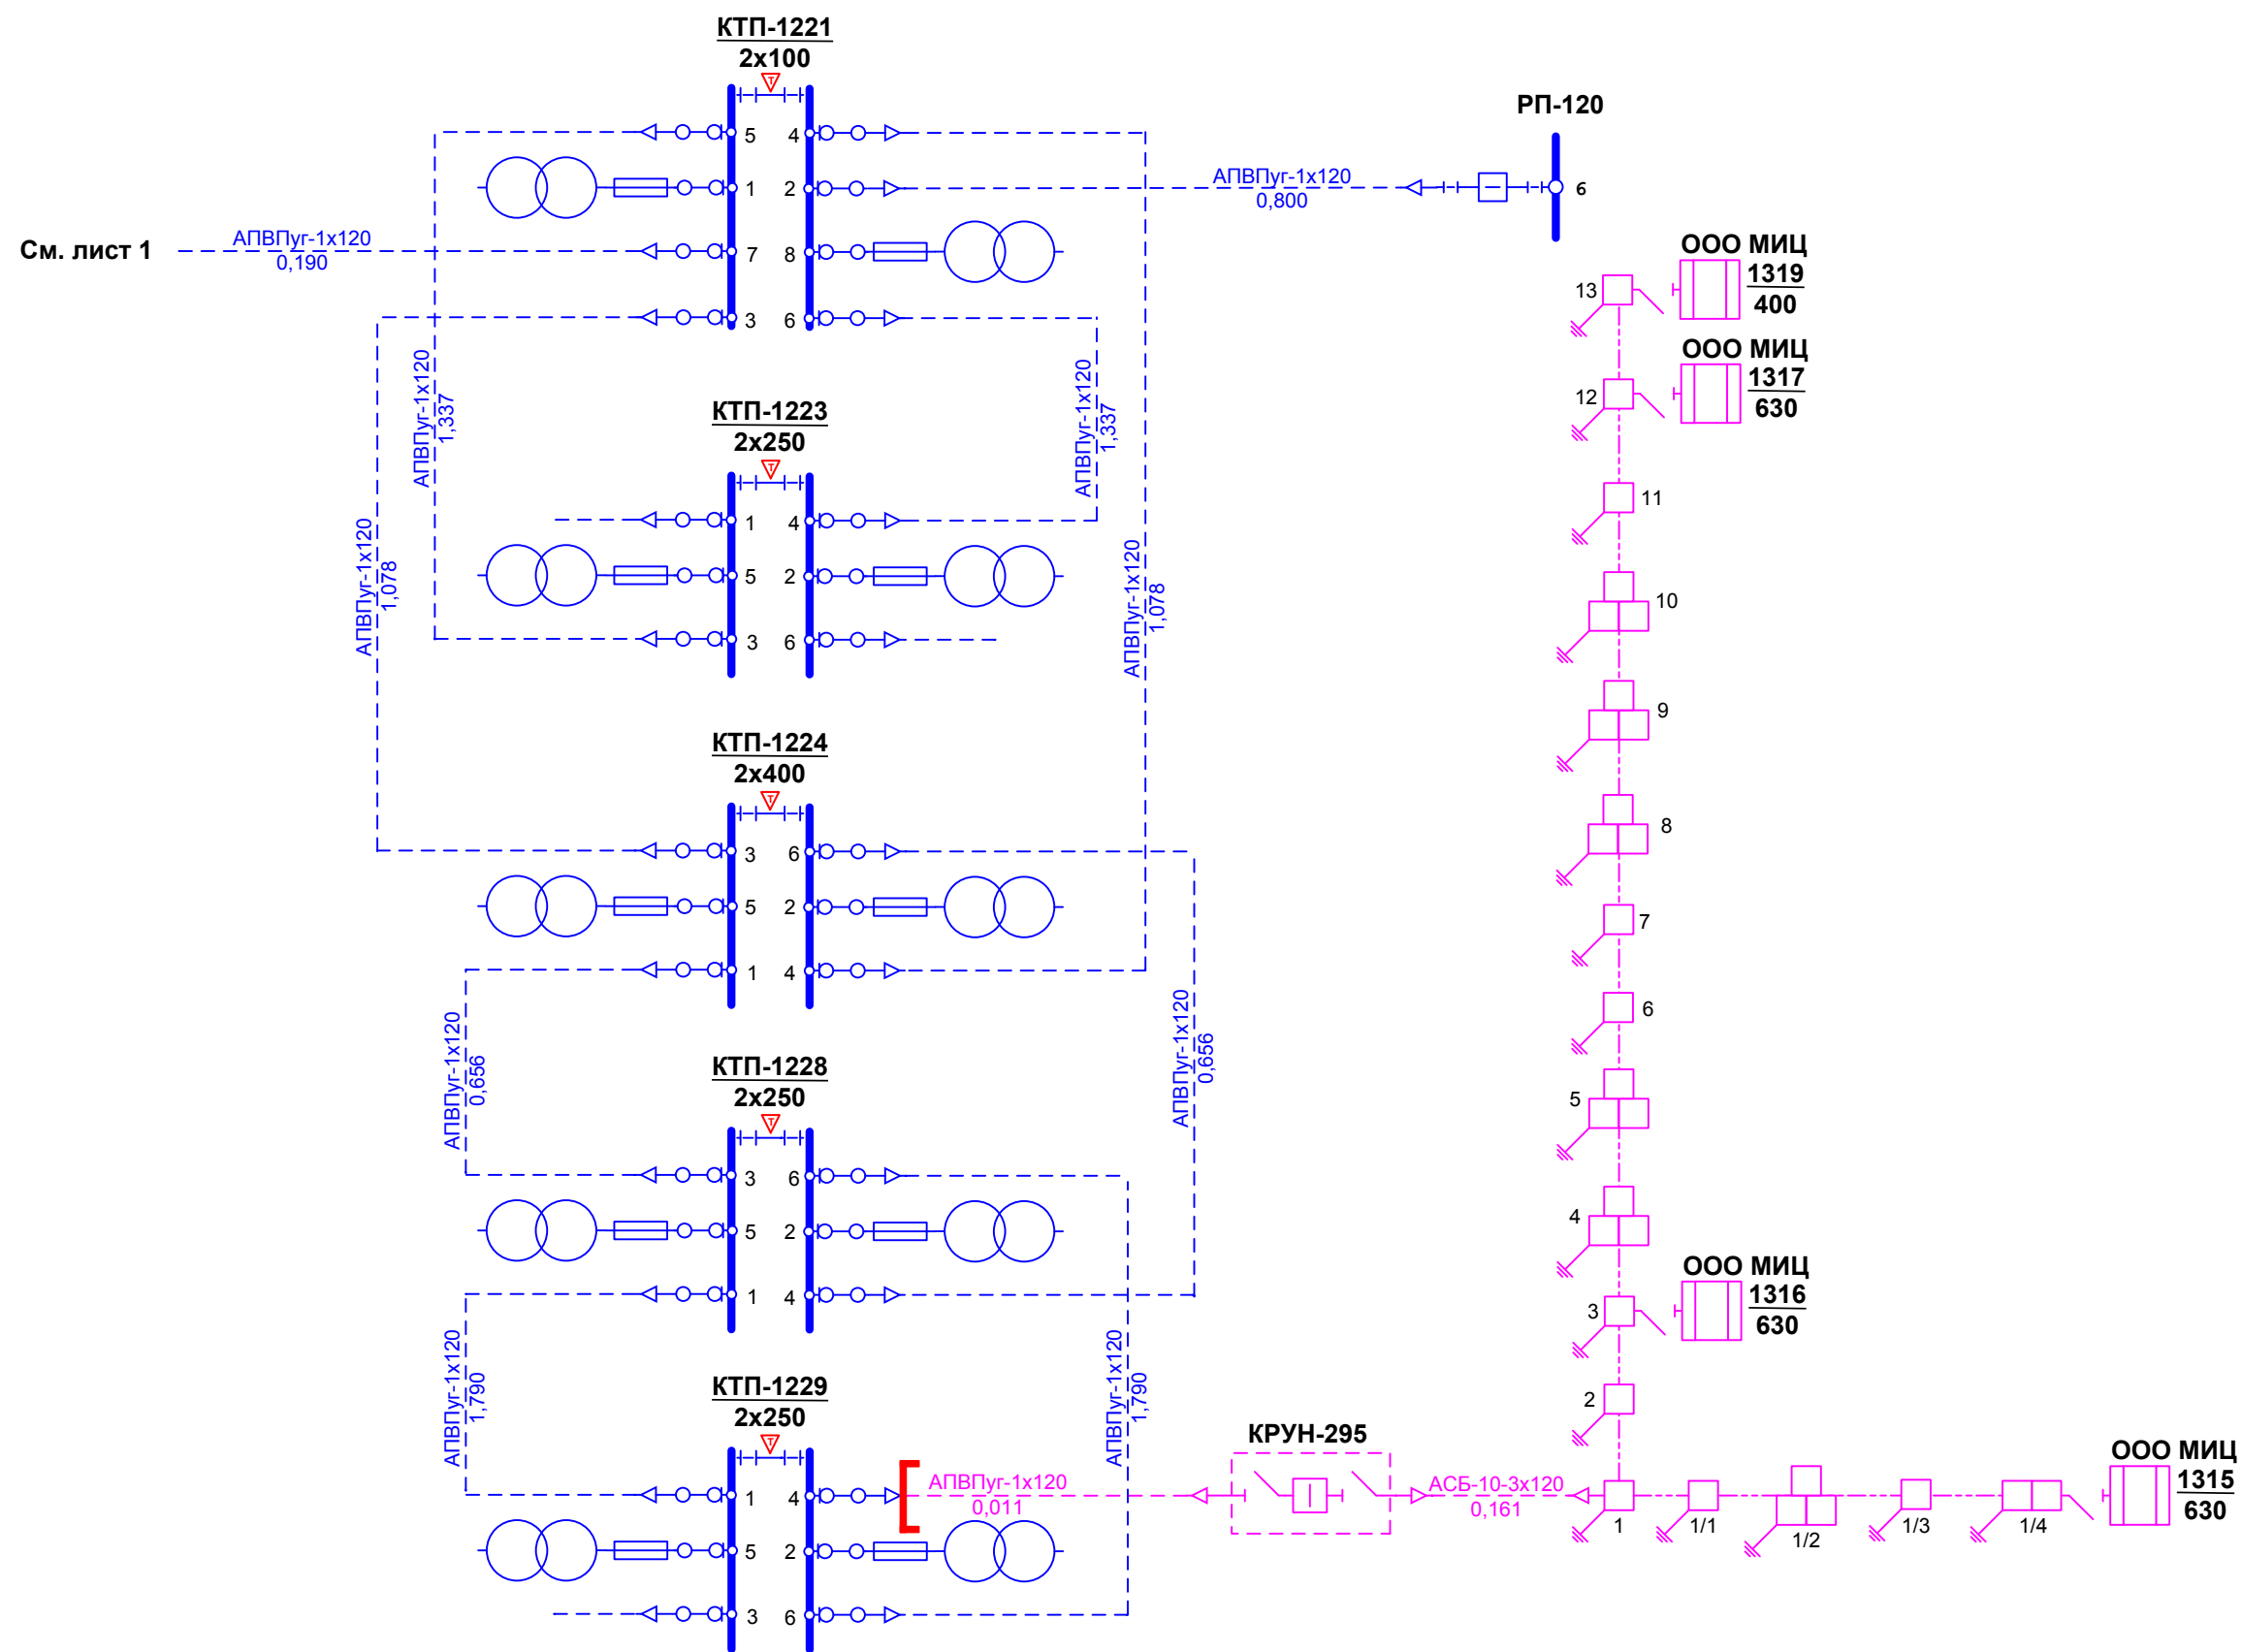 КТП-1221
2х100
Т
5
4
1
2
7
8
3
6
См. лист 1
АПВПуг-1х120
0,190
АПВПуг-1х120
0,800
РП-120
6
АПВПуг-1х120
1,337
АПВПуг-1х120
1,337
АПВПуг-1х120
1,078
АПВПуг-1х120
1,078
КТП-1223
2х250
Т
1
4
5
2
3
6
КТП-1224
2х400
Т
3
6
5
2
1
4
АПВПуг-1х120
0,656
АПВПуг-1х120
0,656
КТП-1228
2х250
Т
3
6
5
2
1
4
АПВПуг-1х120
1,790
АПВПуг-1х120
1,790
КТП-1229
2х250
Т
1
4
5
2
3
6
АПВПуг-1х120
0,011
КРУН-295
АСБ-10-3х120
0,161
ООО МИЦ
1319
400
13
ООО МИЦ
1317
630
12
11
10
9
8
7
6
5
4
ООО МИЦ
1316
630
3
2
1
1/1
1/2
1/3
1/4
ООО МИЦ
1315
630